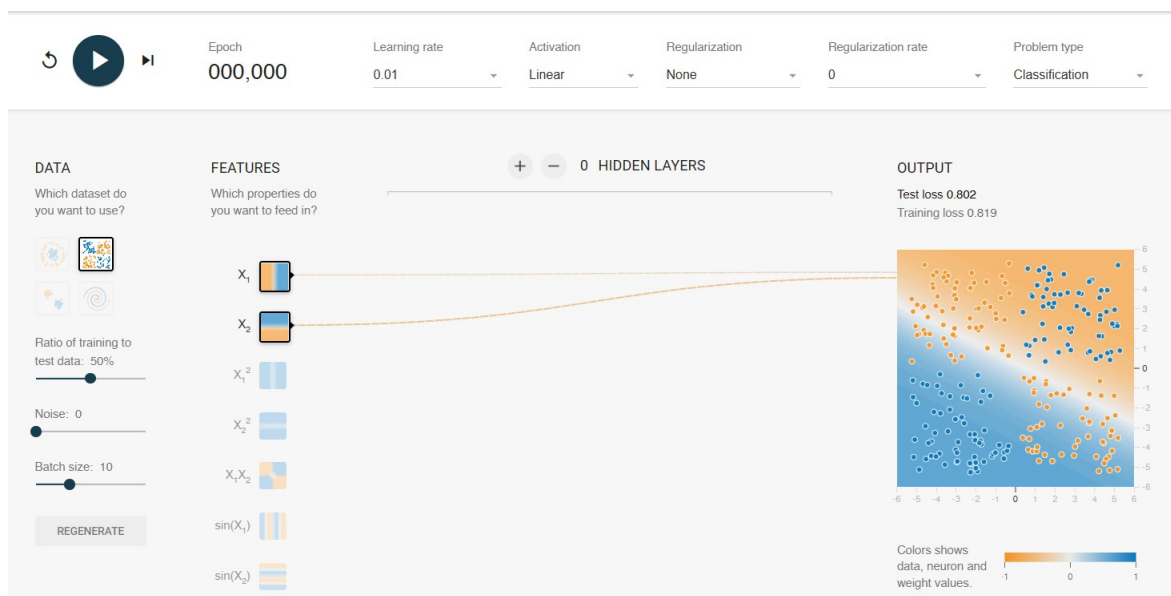 Epoch
000,000
Learning rate
0.01
Activation
Linear
Regularization
None
Regularization rate
0
Problem type
Classification
DATA
Which dataset do
you want to use?
Ratio of training to
test data: 50%
Noise: 0
Batch size: 10
REGENERATE
FEATURES
Which properties do
you want to feed in?
X₁
X₂
X₁²
X₂²
X₁X₂
sin(X₁)
sin(X₂)
+ − 0 HIDDEN LAYERS
OUTPUT
Test loss 0.802
Training loss 0.819
6
5
4
3
2
1
0
-1
-2
-3
-4
-5
-6
-6 -5 -4 -3 -2 -1 0 1 2 3 4 5 6
Colors shows
data, neuron and
weight values.
-1 0 1